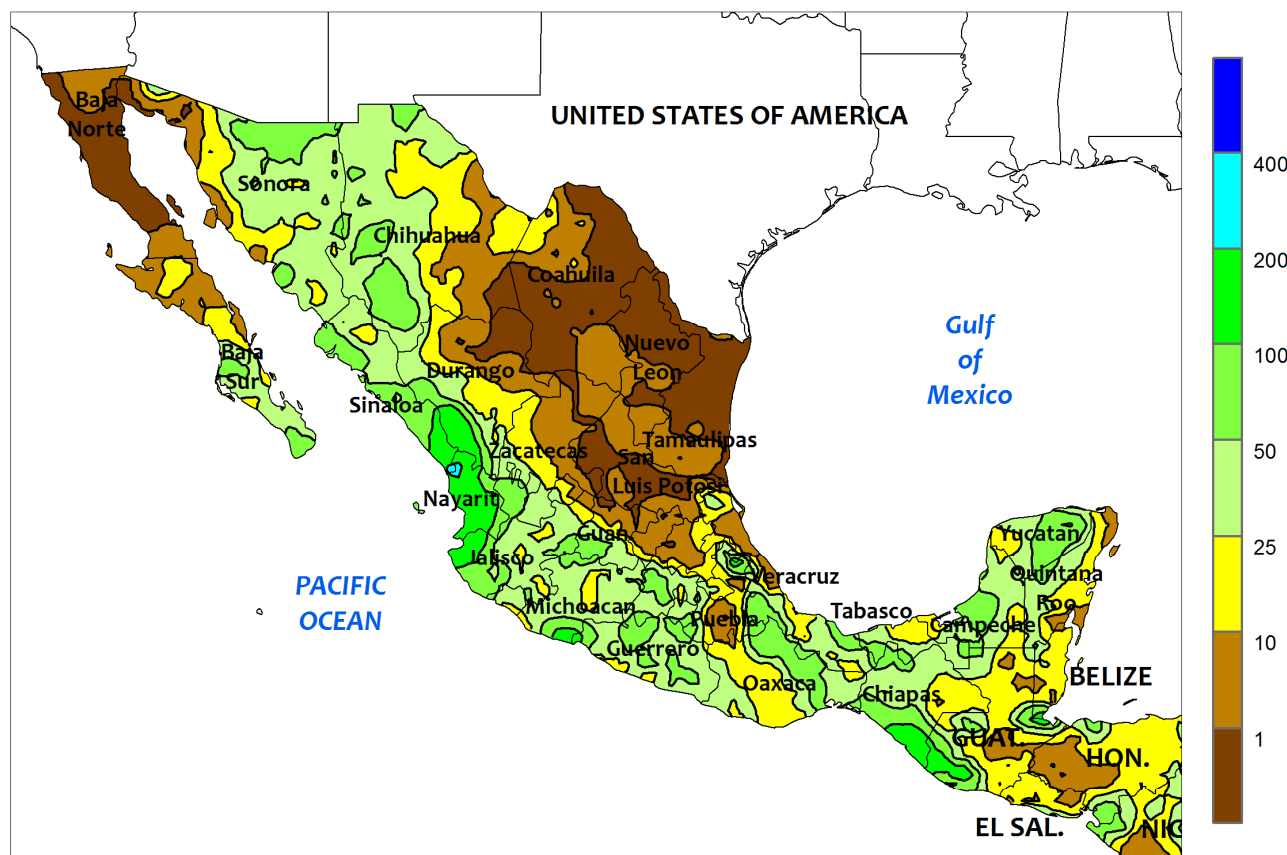 UNITED STATES OF AMERICA
Baja
Norte
Sonora
Chihuahua
Coahuila
Nuevo
Leon
Gulf
of
Mexico
Baja
Sur
Durango
Sinaloa
Tamaulipas
Zacatecas
San
Luis Potosi
Nayarit
Guan
Yucatan
Jalisco
Veracruz
Quintana
Roo
PACIFIC
OCEAN
Michoacan
Puebla
Tabasco
Campeche
Guerrero
Oaxaca
Chiapas
BELIZE
GUAT.
HON.
EL SAL.
NIC
400
200
100
50
25
10
1